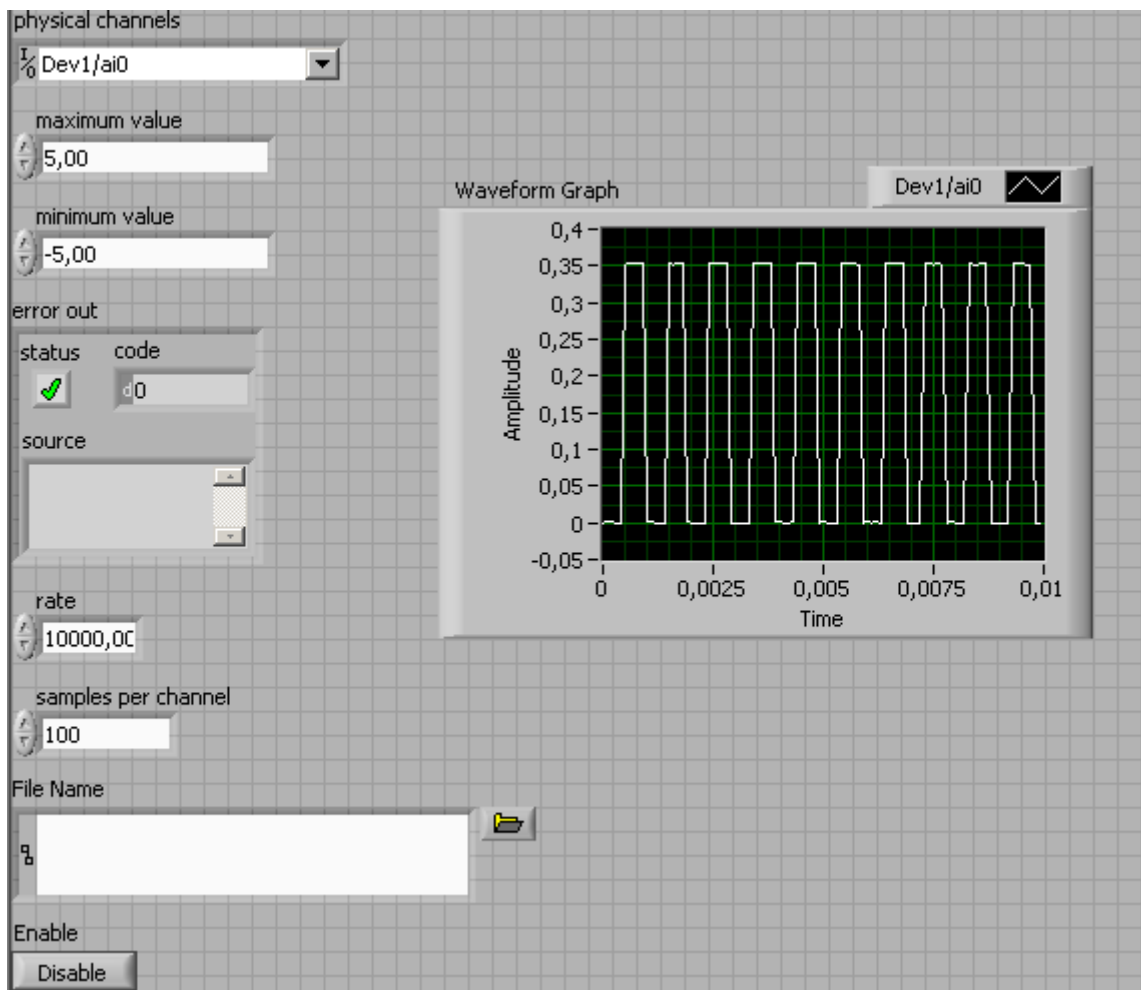 physical channels
Dev1/ai0
maximum value
5,00
minimum value
-5,00
error out
status code
d0
source
rate
10000,00
samples per channel
100
File Name
Enable
Disable
Waveform Graph
Dev1/ai0
0,4
0,35
0,3
0,25
0,2
0,15
0,1
0,05
0
-0,05
Amplitude
0 0,0025 0,005 0,0075 0,01
Time